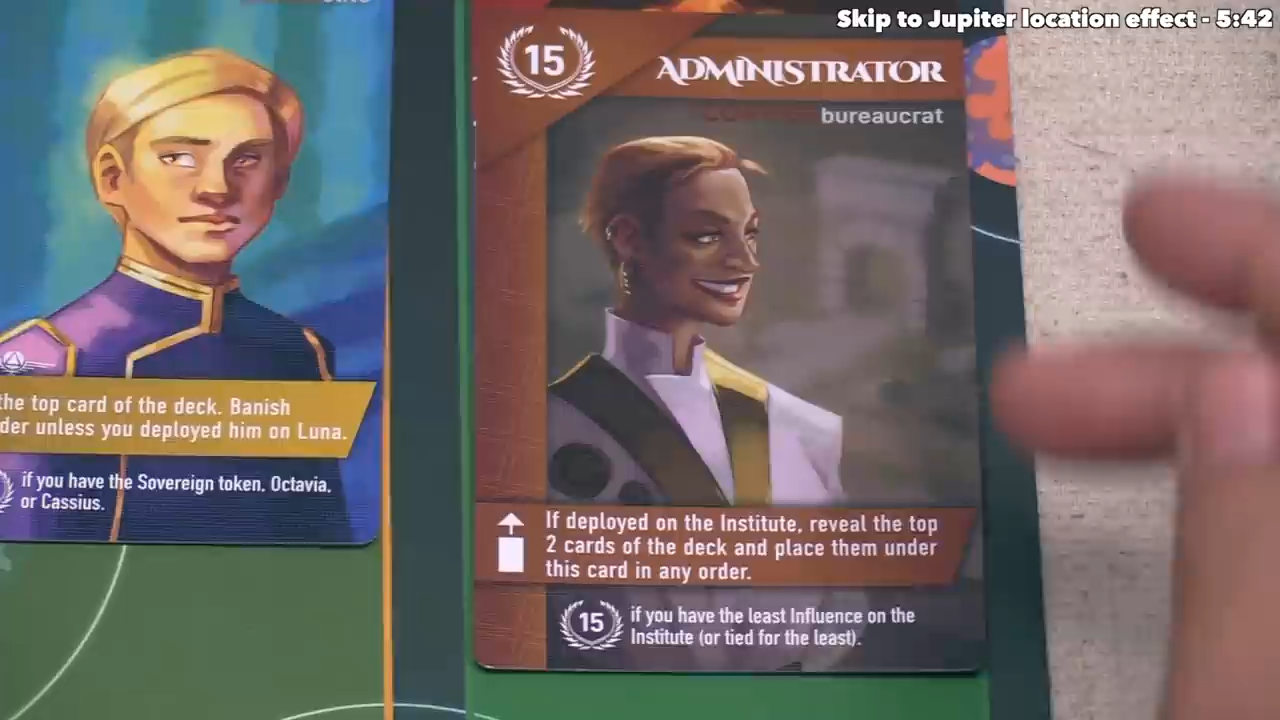 Skip to Jupiter location effect - 5:42
15
ADMINISTRATOR
COPPER bureaucrat
the top card of the deck. Banish
der unless you deployed him on Luna.
if you have the Sovereign token, Octavia,
or Cassius.
If deployed on the Institute, reveal the top
2 cards of the deck and place them under
this card in any order.
15
if you have the least Influence on the
Institute (or tied for the least).